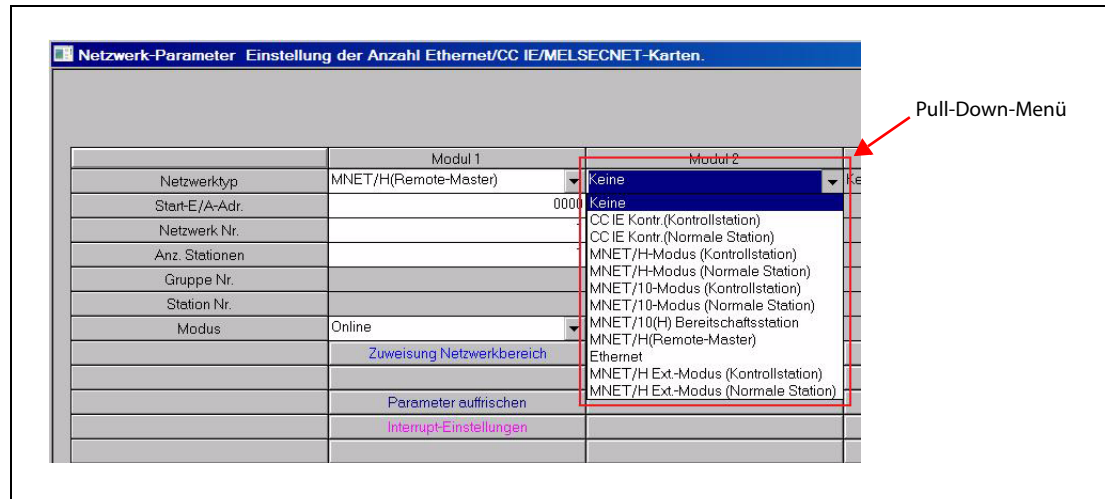 Netzwerk-Parameter Einstellung der Anzahl Ethernet/CC IE/MELSECNET-Karten.
Pull-Down-Menü
Modul 1 Modul 2
Netzwerktyp MNET/H(Remote-Master) Keine Ke
Start-E/A-Adr. 0000
Netzwerk Nr.
Anz. Stationen
Gruppe Nr.
Station Nr.
Modus Online
Zuweisung Netzwerkbereich
Parameter auffrischen
Interrupt-Einstellungen
Keine
CC IE Kontr.(Kontrollstation)
CC IE Kontr.(Normale Station)
MNET/H-Modus (Kontrollstation)
MNET/H-Modus (Normale Station)
MNET/10-Modus (Kontrollstation)
MNET/10-Modus (Normale Station)
MNET/10(H) Bereitschaftsstation
MNET/H(Remote-Master)
Ethernet
MNET/H Ext.-Modus (Kontrollstation)
MNET/H Ext.-Modus (Normale Station)